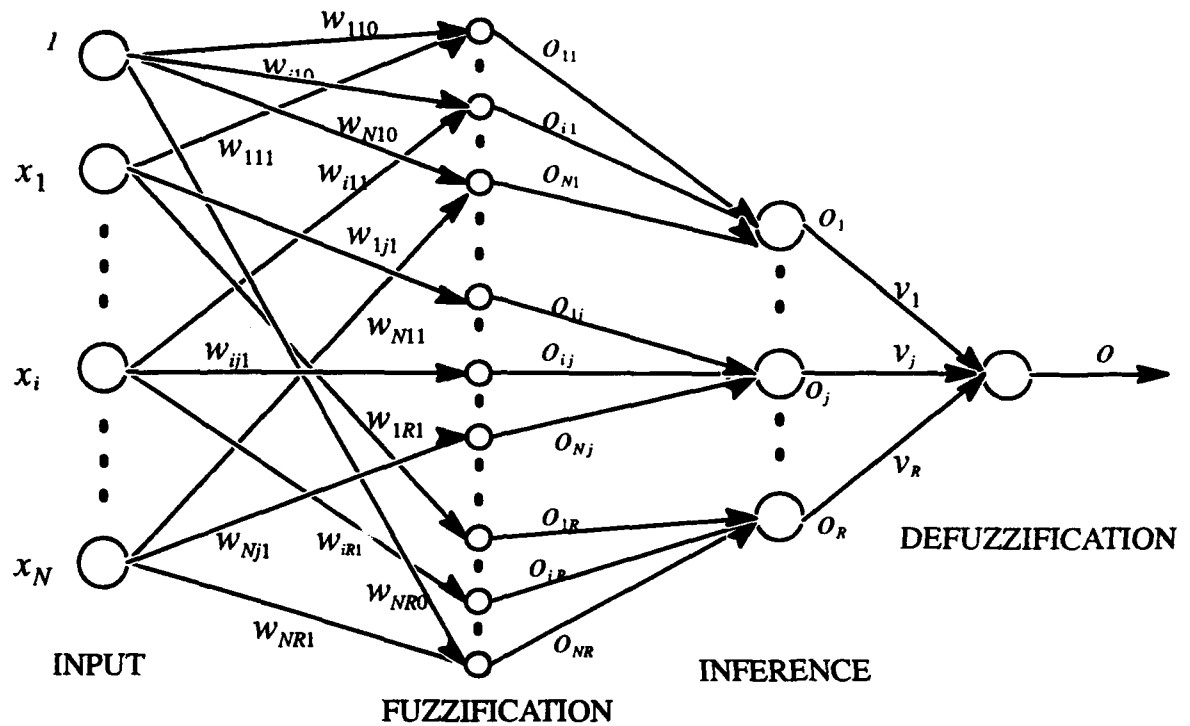 1
w110
wi10
wN10
w111
wi11
x1
w1j1
wN11
xi
wij1
w1R1
xN
wNj1
wiR1
wNR0
wNR1
o11
oi1
oN1
o1j
oij
oNj
o1R
oiR
oNR
o1
oj
oR
v1
vj
vR
o
INPUT
FUZZIFICATION
INFERENCE
DEFUZZIFICATION